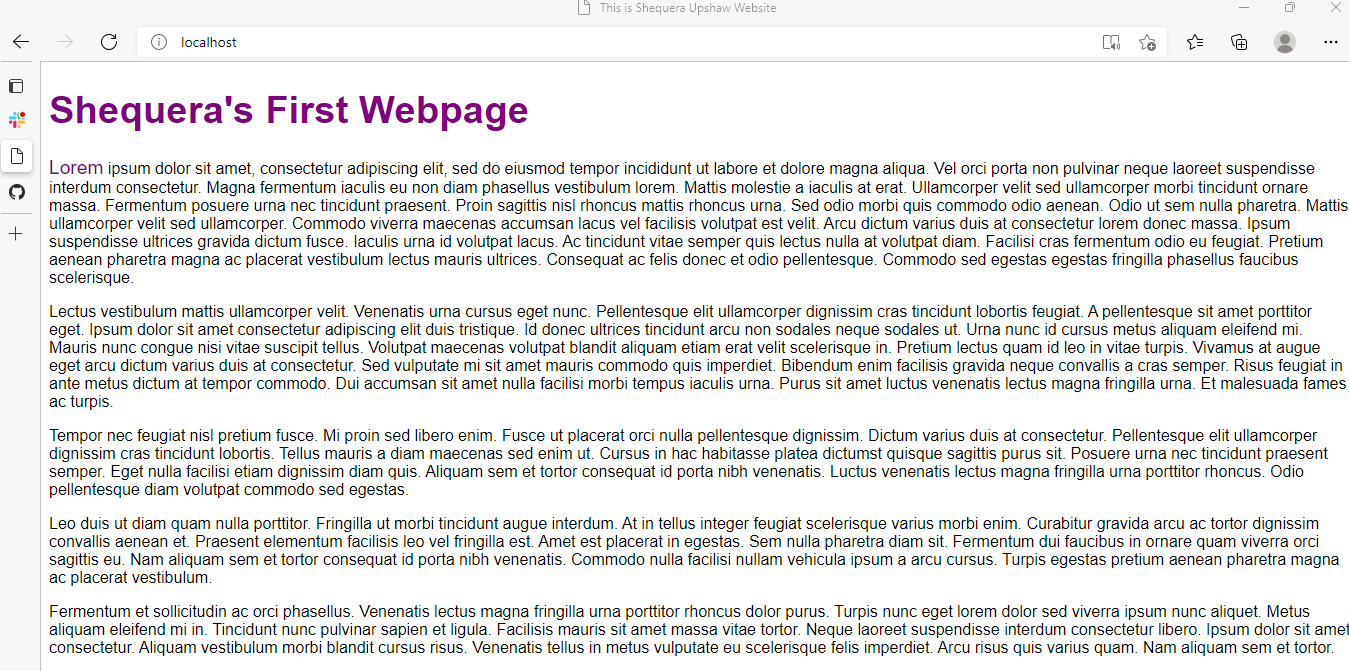 This is Shequera Upshaw Website
localhost
Shequera's First Webpage
Lorem ipsum dolor sit amet, consectetur adipiscing elit, sed do eiusmod tempor incididunt ut labore et dolore magna aliqua. Vel orci porta non pulvinar neque laoreet suspendisse
interdum consectetur. Magna fermentum iaculis eu non diam phasellus vestibulum lorem. Mattis molestie a iaculis at erat. Ullamcorper velit sed ullamcorper morbi tincidunt ornare
massa. Fermentum posuere urna nec tincidunt praesent. Proin sagittis nisl rhoncus mattis rhoncus urna. Sed odio morbi quis commodo odio aenean. Odio ut sem nulla pharetra. Mattis
ullamcorper velit sed ullamcorper. Commodo viverra maecenas accumsan lacus vel facilisis volutpat est velit. Arcu dictum varius duis at consectetur lorem donec massa. Ipsum
suspendisse ultrices gravida dictum fusce. Iaculis urna id volutpat lacus. Ac tincidunt vitae semper quis lectus nulla at volutpat diam. Facilisi cras fermentum odio eu feugiat. Pretium
aenean pharetra magna ac placerat vestibulum lectus mauris ultrices. Consequat ac felis donec et odio pellentesque. Commodo sed egestas egestas fringilla phasellus faucibus
scelerisque.
Lectus vestibulum mattis ullamcorper velit. Venenatis urna cursus eget nunc. Pellentesque elit ullamcorper dignissim cras tincidunt lobortis feugiat. A pellentesque sit amet porttitor
eget. Ipsum dolor sit amet consectetur adipiscing elit duis tristique. Id donec ultrices tincidunt arcu non sodales neque sodales ut. Urna nunc id cursus metus aliquam eleifend mi.
Mauris nunc congue nisi vitae suscipit tellus. Volutpat maecenas volutpat blandit aliquam etiam erat velit scelerisque in. Pretium lectus quam id leo in vitae turpis. Vivamus at augue
eget arcu dictum varius duis at consectetur. Sed vulputate mi sit amet mauris commodo quis imperdiet. Bibendum enim facilisis gravida neque convallis a cras semper. Risus feugiat in
ante metus dictum at tempor commodo. Dui accumsan sit amet nulla facilisi morbi tempus iaculis urna. Purus sit amet luctus venenatis lectus magna fringilla urna. Et malesuada fames
ac turpis.
Tempor nec feugiat nisl pretium fusce. Mi proin sed libero enim. Fusce ut placerat orci nulla pellentesque dignissim. Dictum varius duis at consectetur. Pellentesque elit ullamcorper
dignissim cras tincidunt lobortis. Tellus mauris a diam maecenas sed enim ut. Cursus in hac habitasse platea dictumst quisque sagittis purus sit. Posuere urna nec tincidunt praesent
semper. Eget nulla facilisi etiam dignissim diam quis. Aliquam sem et tortor consequat id porta nibh venenatis. Luctus venenatis lectus magna fringilla urna porttitor rhoncus. Odio
pellentesque diam volutpat commodo sed egestas.
Leo duis ut diam quam nulla porttitor. Fringilla ut morbi tincidunt augue interdum. At in tellus integer feugiat scelerisque varius morbi enim. Curabitur gravida arcu ac tortor dignissim
convallis aenean et. Praesent elementum facilisis leo vel fringilla est. Amet est placerat in egestas. Sem nulla pharetra diam sit. Fermentum dui faucibus in ornare quam viverra orci
sagittis eu. Nam aliquam sem et tortor consequat id porta nibh venenatis. Commodo nulla facilisi nullam vehicula ipsum a arcu cursus. Turpis egestas pretium aenean pharetra magna
ac placerat vestibulum.
Fermentum et sollicitudin ac orci phasellus. Venenatis lectus magna fringilla urna porttitor rhoncus dolor purus. Turpis nunc eget lorem dolor sed viverra ipsum nunc aliquet. Metus
aliquam eleifend mi in. Tincidunt nunc pulvinar sapien et ligula. Facilisis mauris sit amet massa vitae tortor. Neque laoreet suspendisse interdum consectetur libero. Ipsum dolor sit amet
consectetur. Aliquam vestibulum morbi blandit cursus risus. Venenatis tellus in metus vulputate eu scelerisque felis imperdiet. Arcu risus quis varius quam. Nam aliquam sem et tortor.